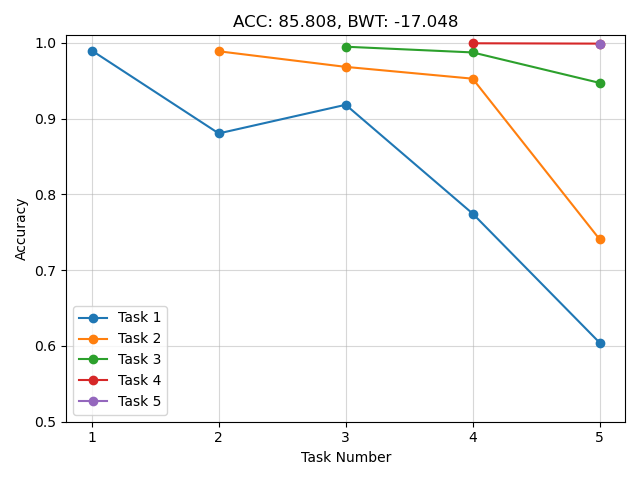 ACC: 85.808, BWT: -17.048
1.0
0.9
0.8
0.7
0.6
0.5
Accuracy
Task 1
Task 2
Task 3
Task 4
Task 5
1 2 3 4 5
Task Number